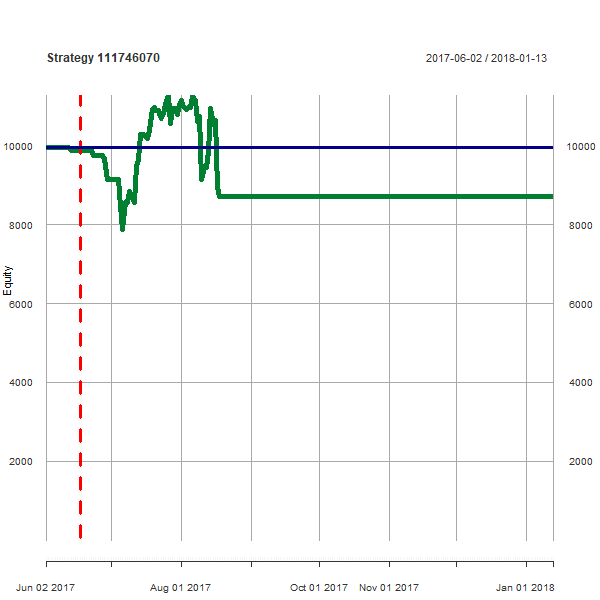 Strategy 111746070
2017-06-02 / 2018-01-13
10000
10000
8000
8000
Equity
6000
6000
4000
4000
2000
2000
Jun 02 2017
Aug 01 2017
Oct 01 2017
Nov 01 2017
Jan 01 2018